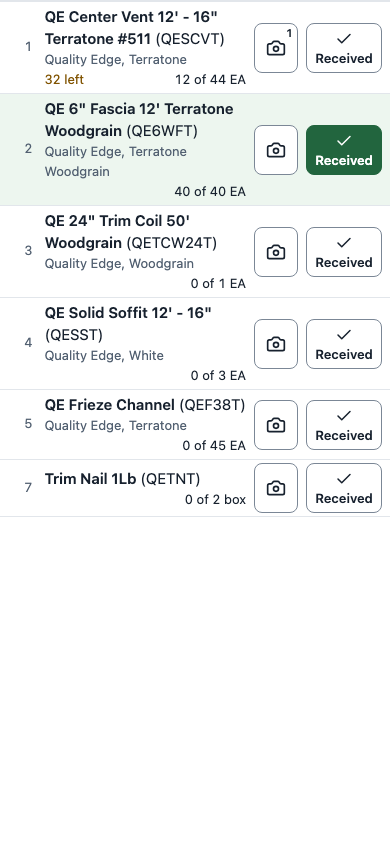 1
QE Center Vent 12' - 16"
Terratone #511 (QESCVT)
Quality Edge, Terratone
32 left
12 of 44 EA
1
Received
2
QE 6" Fascia 12' Terratone
Woodgrain (QE6WFT)
Quality Edge, Terratone
Woodgrain
40 of 40 EA
Received
3
QE 24" Trim Coil 50'
Woodgrain (QETCW24T)
Quality Edge, Woodgrain
0 of 1 EA
Received
4
QE Solid Soffit 12' - 16"
(QESST)
Quality Edge, White
0 of 3 EA
Received
5
QE Frieze Channel (QEF38T)
Quality Edge, Terratone
0 of 45 EA
Received
7
Trim Nail 1Lb (QETNT)
0 of 2 box
Received